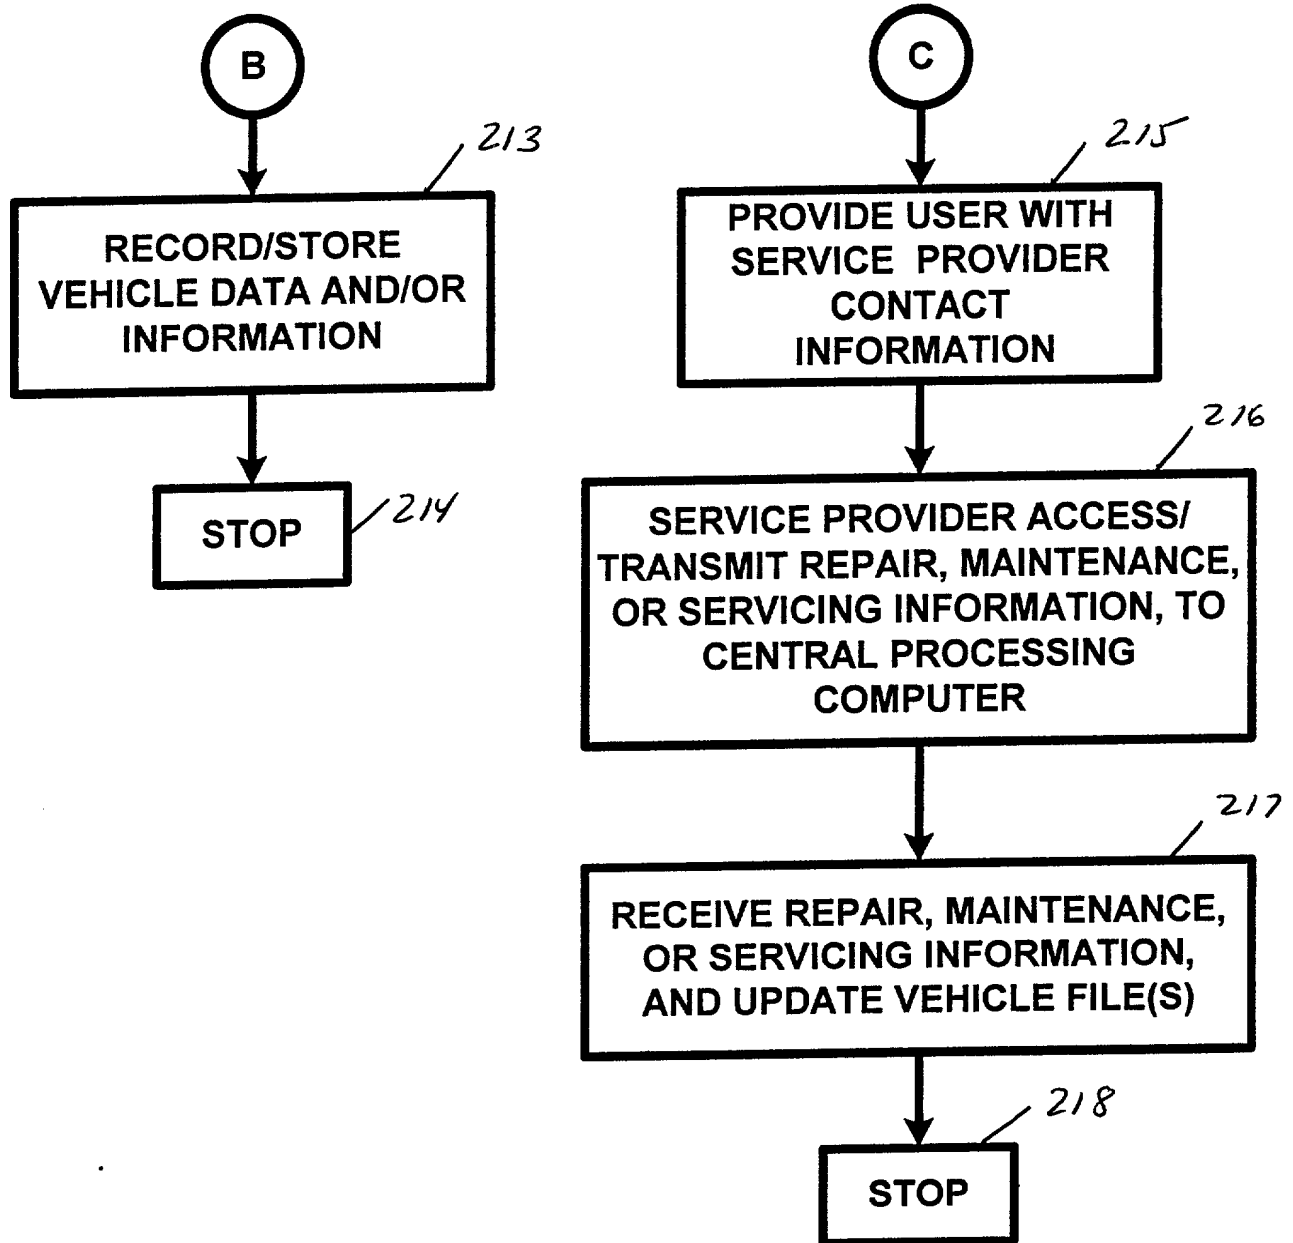 B
213
RECORD/STORE
VEHICLE DATA AND/OR
INFORMATION
STOP
214
C
215
PROVIDE USER WITH
SERVICE PROVIDER
CONTACT
INFORMATION
216
SERVICE PROVIDER ACCESS/
TRANSMIT REPAIR, MAINTENANCE,
OR SERVICING INFORMATION, TO
CENTRAL PROCESSING
COMPUTER
217
RECEIVE REPAIR, MAINTENANCE,
OR SERVICING INFORMATION,
AND UPDATE VEHICLE FILE(S)
218
STOP